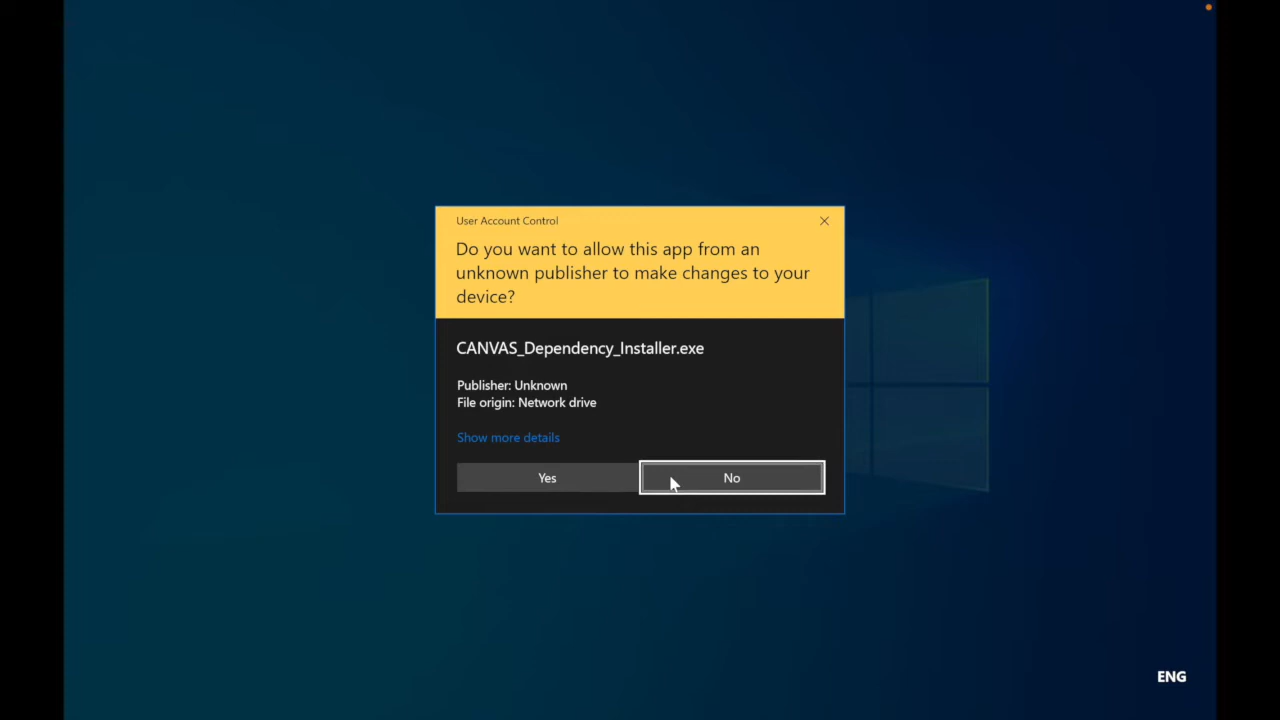 User Account Control
Do you want to allow this app from an
unknown publisher to make changes to your
device?
CANVAS_Dependency_Installer.exe
Publisher: Unknown
File origin: Network drive
Show more details
Yes
No
ENG